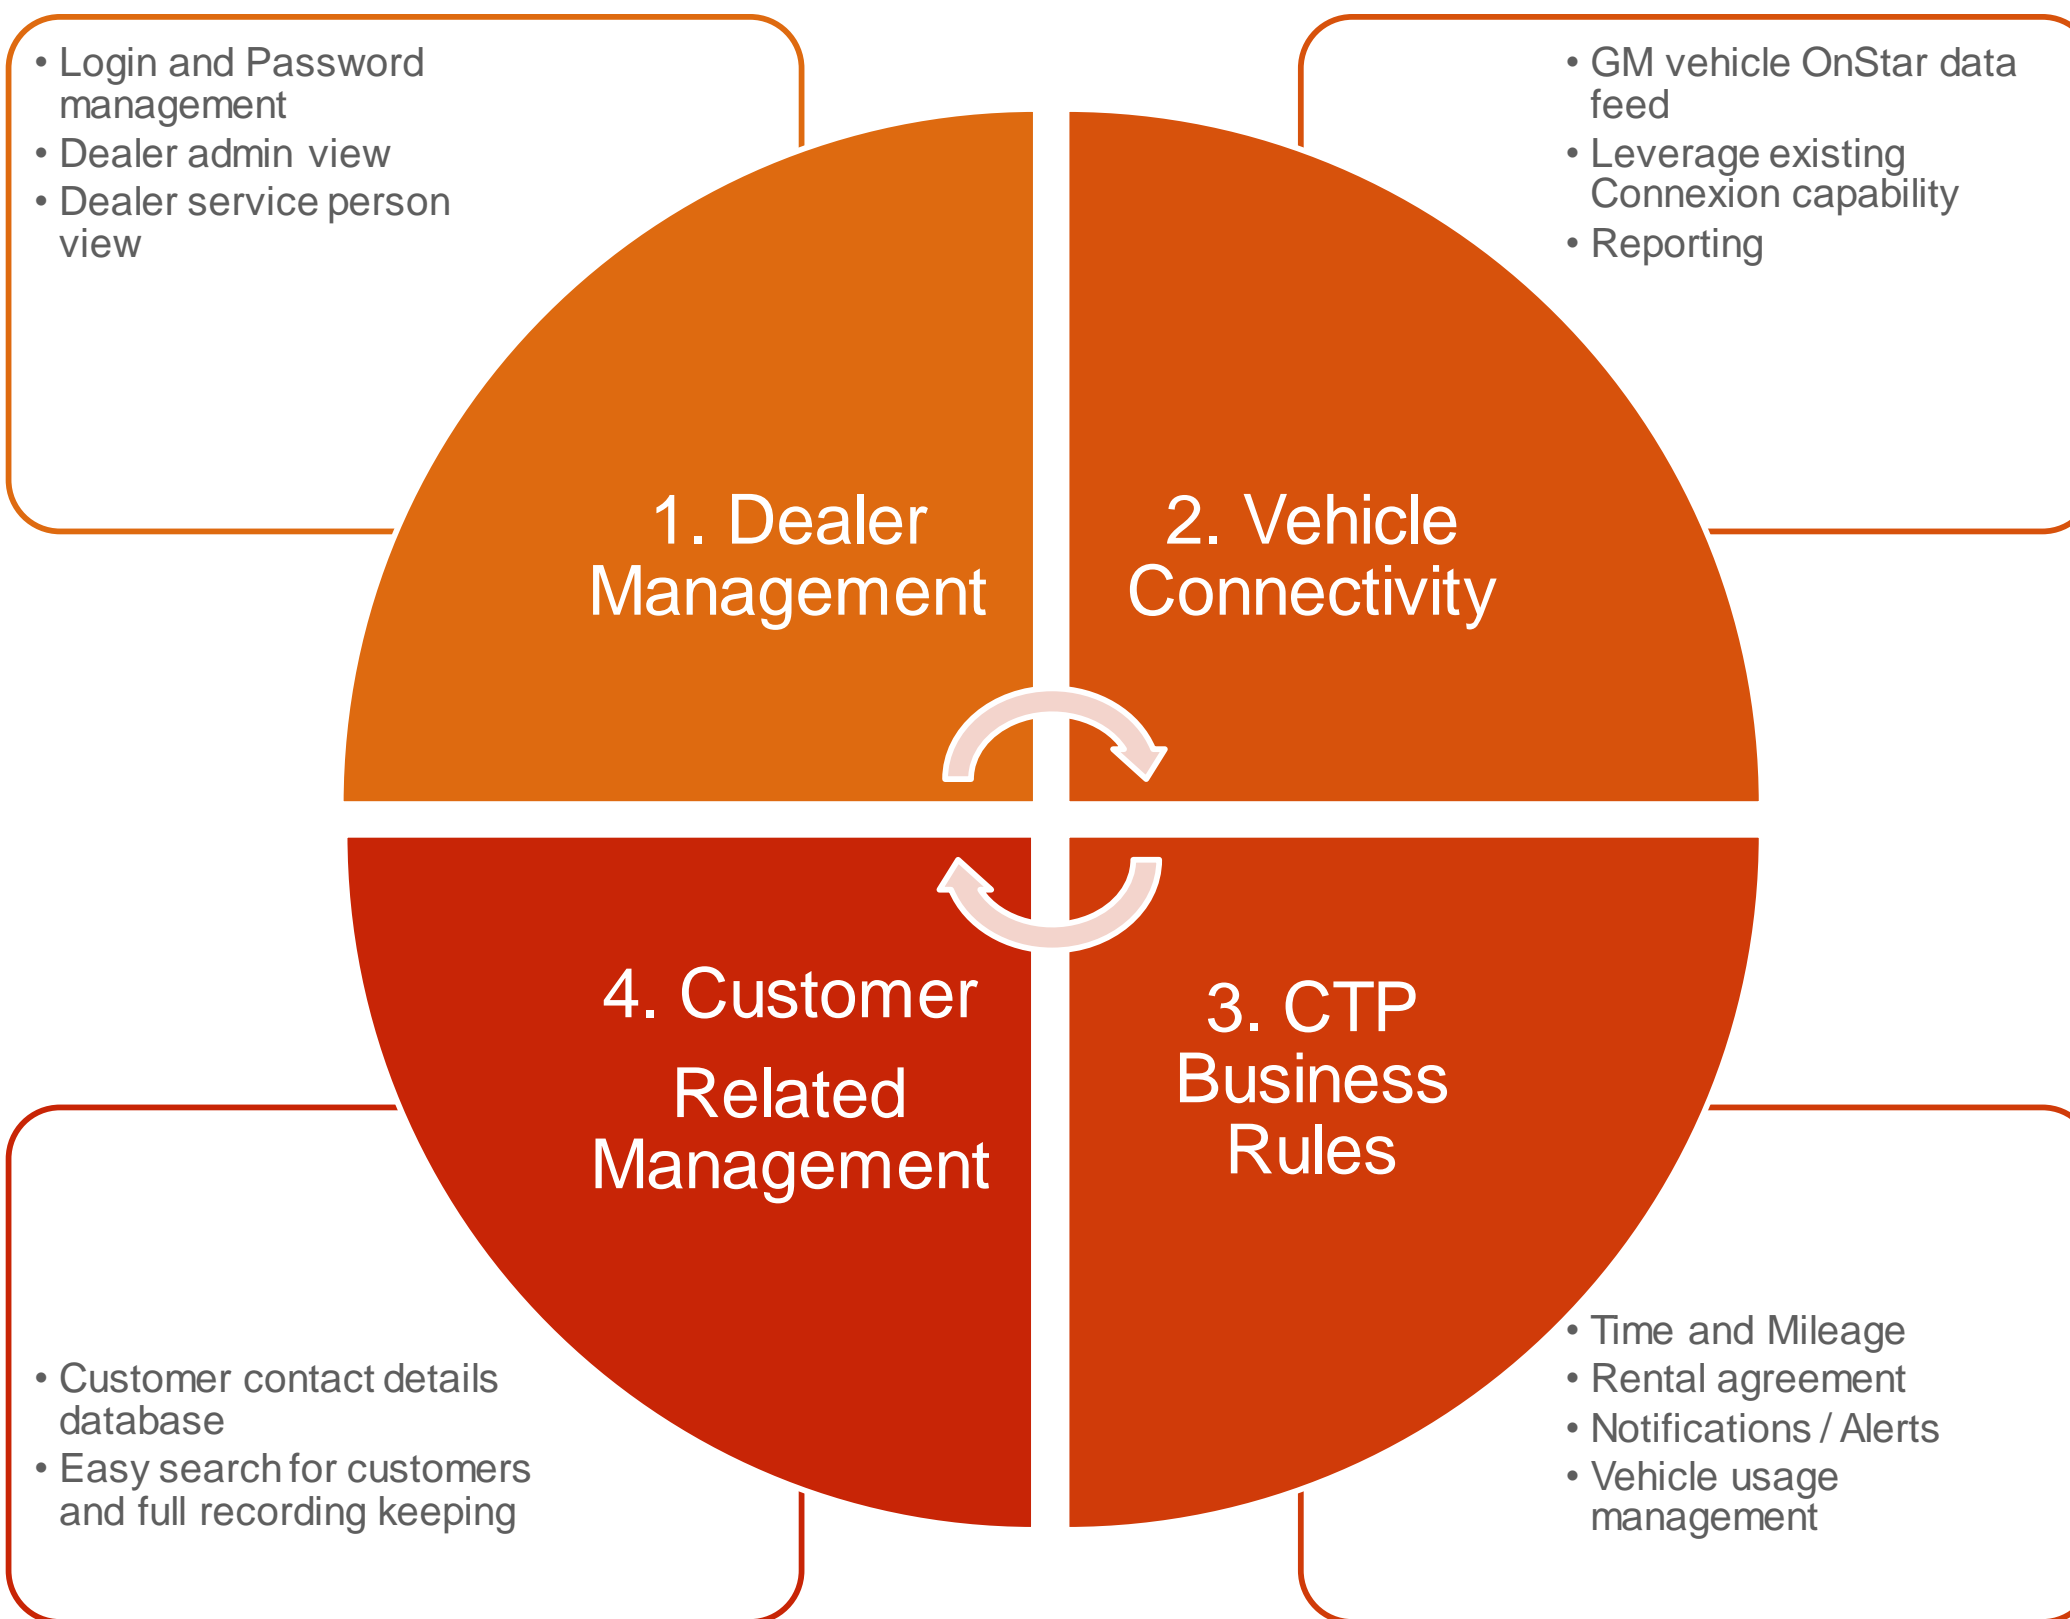 • Login and Password
management
• Dealer admin view
• Dealer service person
view
• GM vehicle OnStar data
feed
• Leverage existing
Connexion capability
• Reporting
1. Dealer
Management
2. Vehicle
Connectivity
4. Customer
Related
Management
3. CTP
Business
Rules
• Customer contact details
database
• Easy search for customers
and full recording keeping
• Time and Mileage
• Rental agreement
• Notifications / Alerts
• Vehicle usage
management